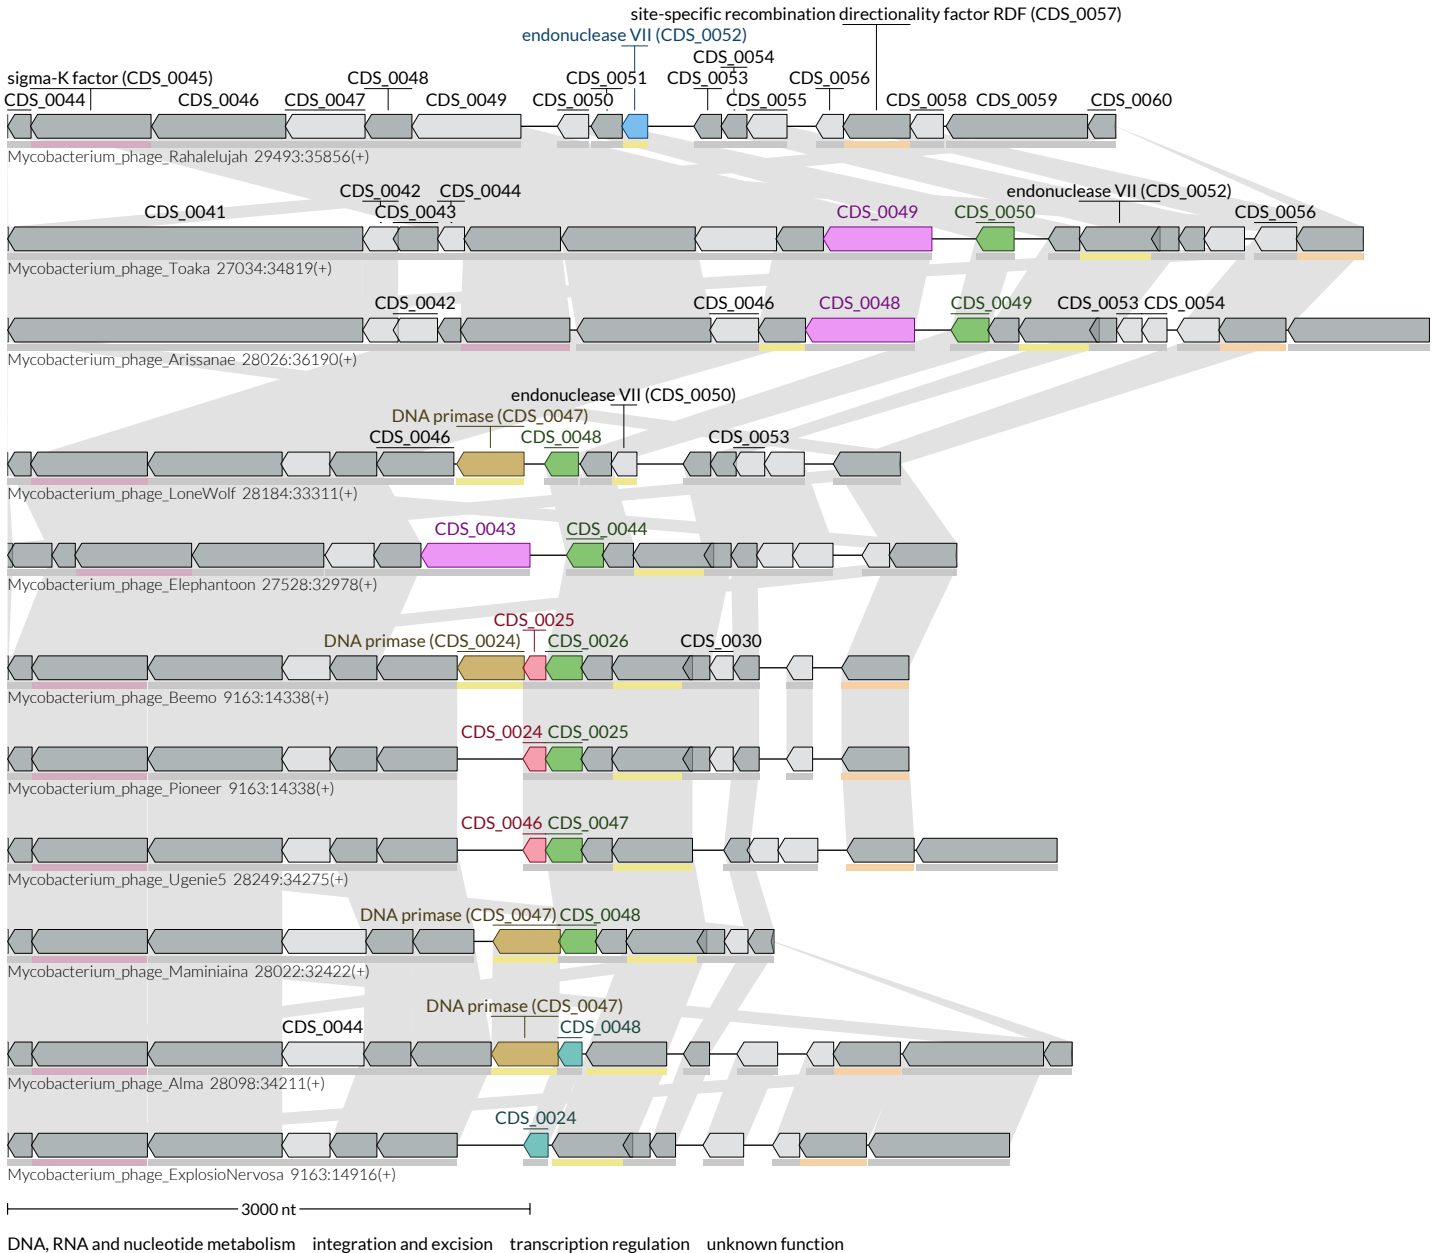 site-specific recombination directionality factor RDF (CDS_0057)
endonuclease VII (CDS_0052)
CDS_0054
sigma-K factor (CDS_0045) CDS_0048 CDS_0051 CDS_0053 CDS_0056
CDS_0044 CDS_0046 CDS_0047 CDS_0049 CDS_0050 CDS_0055 CDS_0058 CDS_0059 CDS_0060
Mycobacterium_phage_Rahalelujah 29493:35856(+)
CDS_0042 CDS_0044 endonuclease VII (CDS_0052)
CDS_0041 CDS_0043 CDS_0049 CDS_0050 CDS_0056
Mycobacterium_phage_Toaka 27034:34819(+)
CDS_0042 CDS_0046 CDS_0048 CDS_0049 CDS_0053 CDS_0054
Mycobacterium_phage_Arissanae 28026:36190(+)
endonuclease VII (CDS_0050)
DNA primase (CDS_0047)
CDS_0046 CDS_0048 CDS_0053
Mycobacterium_phage_LoneWolf 28184:33311(+)
CDS_0043 CDS_0044
Mycobacterium_phage_Elephantoon 27528:32978(+)
CDS_0025
DNA primase (CDS_0024) CDS_0026 CDS_0030
Mycobacterium_phage_Beemo 9163:14338(+)
CDS_0024 CDS_0025
Mycobacterium_phage_Pioneer 9163:14338(+)
CDS_0046 CDS_0047
Mycobacterium_phage_Ugenie5 28249:34275(+)
DNA primase (CDS_0047) CDS_0048
Mycobacterium_phage_Maminiaina 28022:32422(+)
DNA primase (CDS_0047)
CDS_0044 CDS_0048
Mycobacterium_phage_Alma 28098:34211(+)
CDS_0024
Mycobacterium_phage_ExplosioNervosa 9163:14916(+)
3000 nt
DNA, RNA and nucleotide metabolism integration and excision transcription regulation unknown function